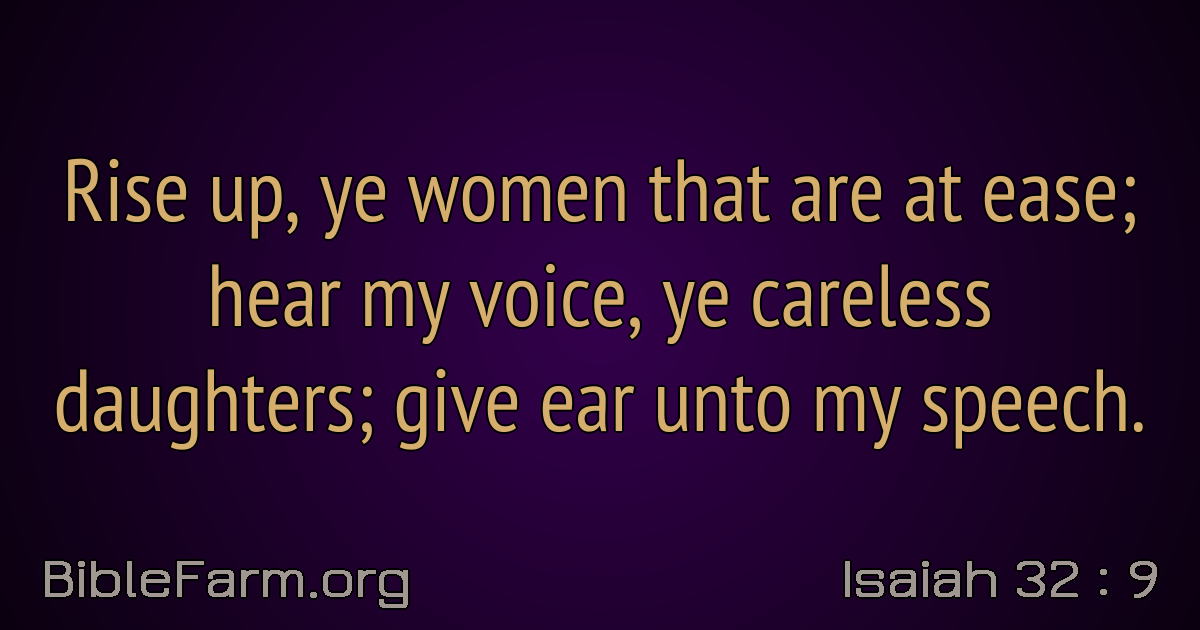 Rise up, ye women that are at ease;
hear my voice, ye careless
daughters; give ear unto my speech.
BibleFarm.org
Isaiah 32 : 9